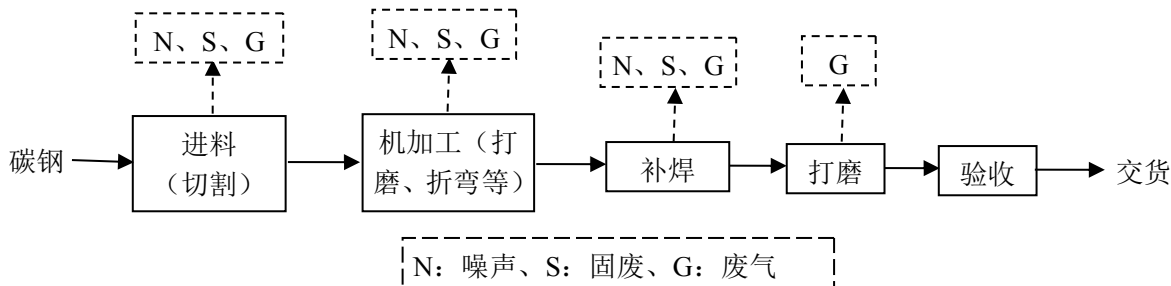 N、S、G
N、S、G
N、S、G
G
碳钢
进料
（切割）
机加工（打
磨、折弯等）
补焊
打磨
验收
交货
N：噪声、S：固废、G：废气